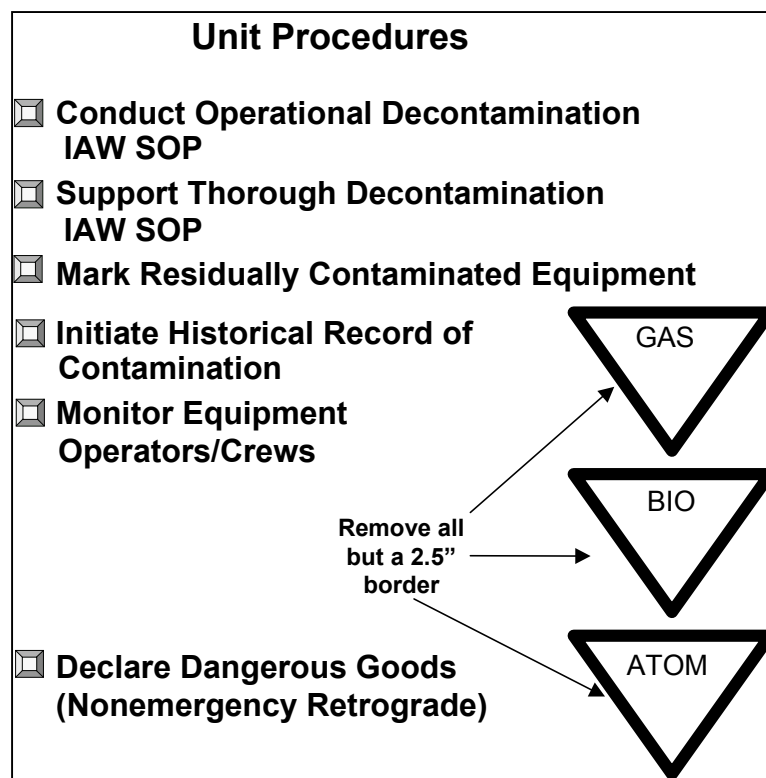 Unit Procedures
Conduct Operational Decontamination
IAW SOP
Support Thorough Decontamination
IAW SOP
Mark Residually Contaminated Equipment
Initiate Historical Record of
Contamination
Monitor Equipment
Operators/Crews
GAS
BIO
Remove all
but a 2.5”
border
ATOM
Declare Dangerous Goods
(Nonemergency Retrograde)